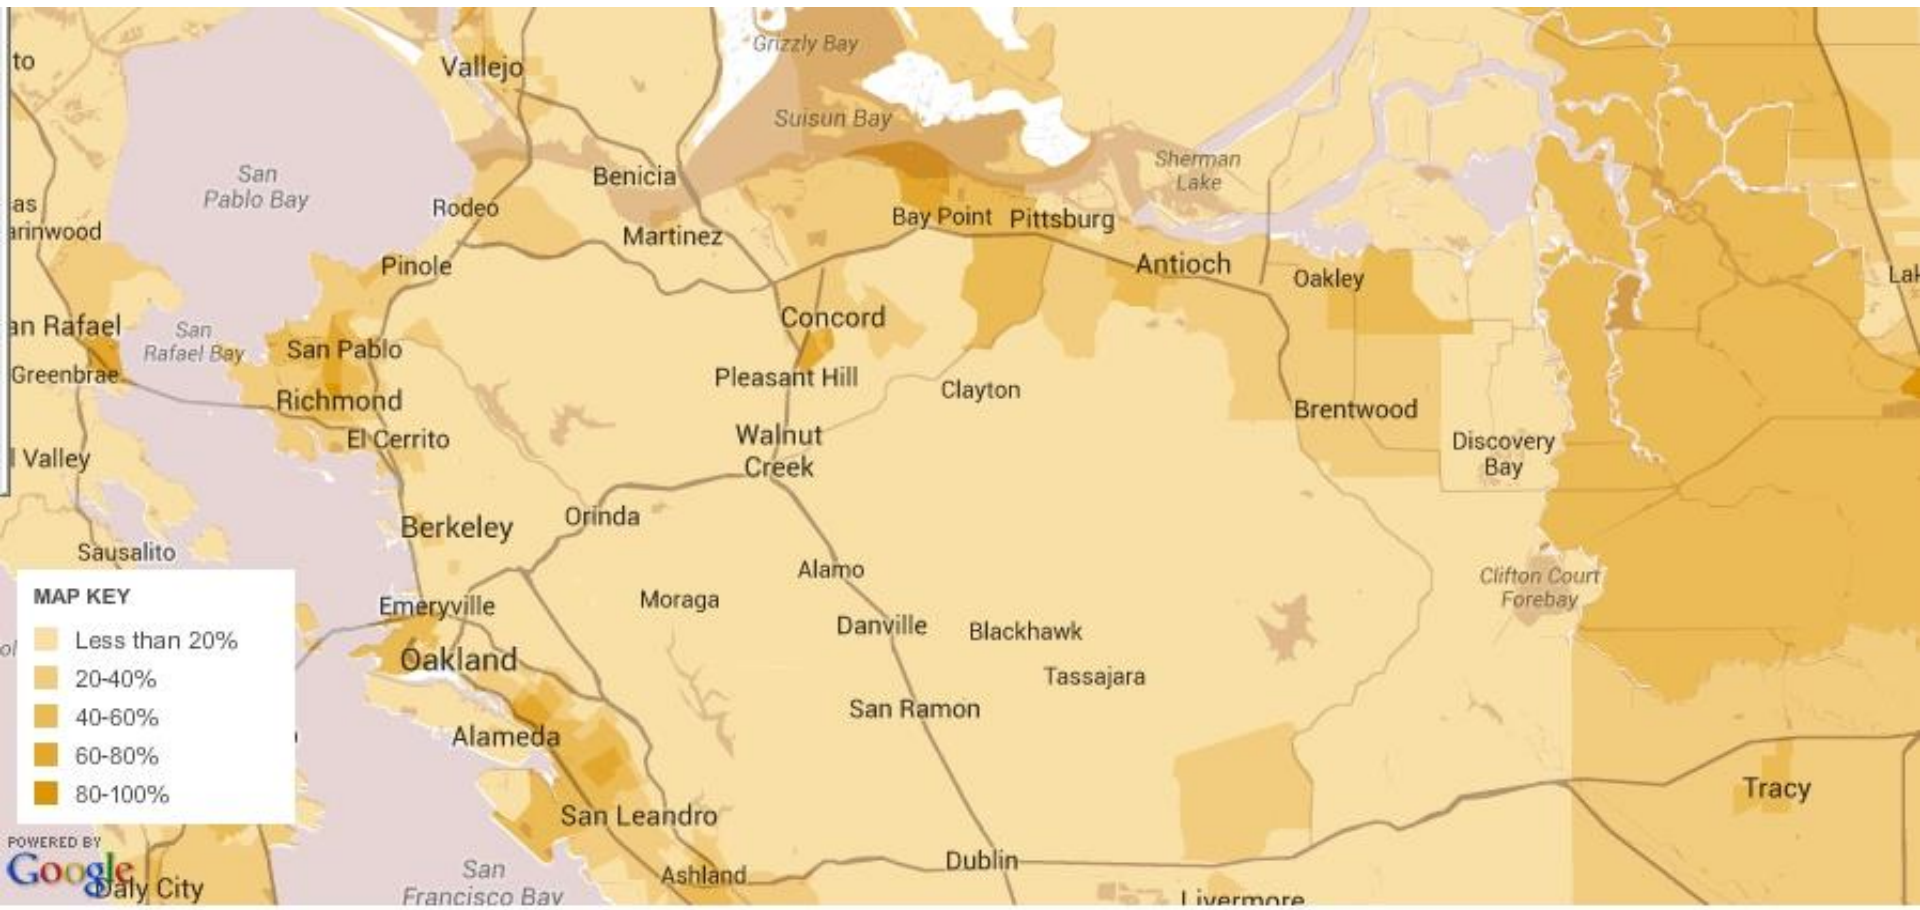 Grizzly Bay
to
Vallejo
Suisun Bay
Sherman
Lake
San
Pablo Bay
Benicia
as
arinwood
Rodeo
Bay Point
Pittsburg
Martinez
Pinole
Antioch
Oakley
Lak
an Rafael
San
Rafael Bay
San Pablo
Concord
Greenbrae
Pleasant Hill
Clayton
Richmond
Brentwood
El Cerrito
Walnut
Creek
Discovery
Bay
l Valley
Berkeley
Orinda
Sausalito
Alamo
Clifton Court
Forebay
MAP KEY
Less than 20%
20-40%
40-60%
60-80%
80-100%
Emeryville
Moraga
Danville
Blackhawk
Oakland
Tassajara
San Ramon
Alameda
Tracy
San Leandro
POWERED BY
Google
Daly City
San
Francisco Bay
Ashland
Dublin
Livermore